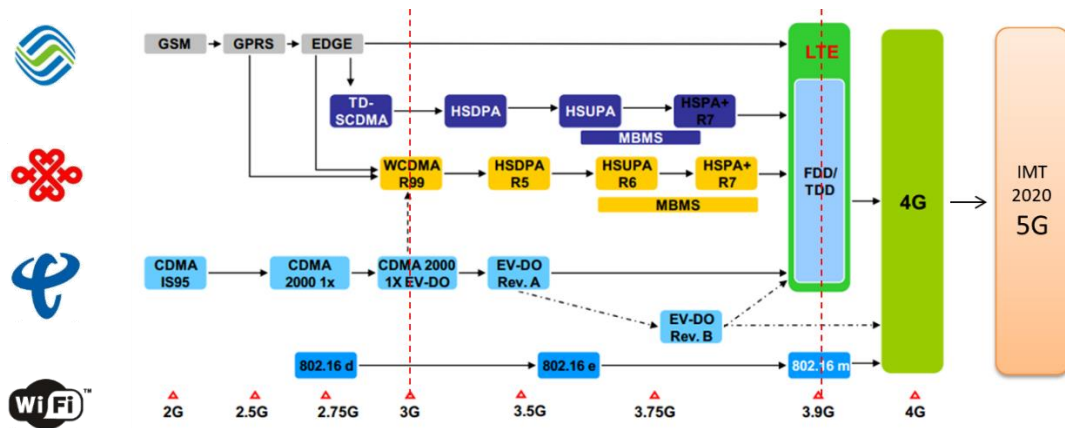 GSM
GPRS
EDGE
LTE
TD-
SCDMA
HSDPA
HSUPA
HSPA+
R7
MBMS
WCDMA
R99
HSDPA
R5
HSUPA
R6
HSPA+
R7
MBMS
FDD/
TDD
4G
IMT
2020
5G
CDMA
IS95
CDMA
2000 1x
CDMA 2000
1X EV-DO
EV-DO
Rev. A
EV-DO
Rev. B
802.16 d
802.16 e
802.16 m
WiFi™
2G
2.5G
2.75G
3G
3.5G
3.75G
3.9G
4G